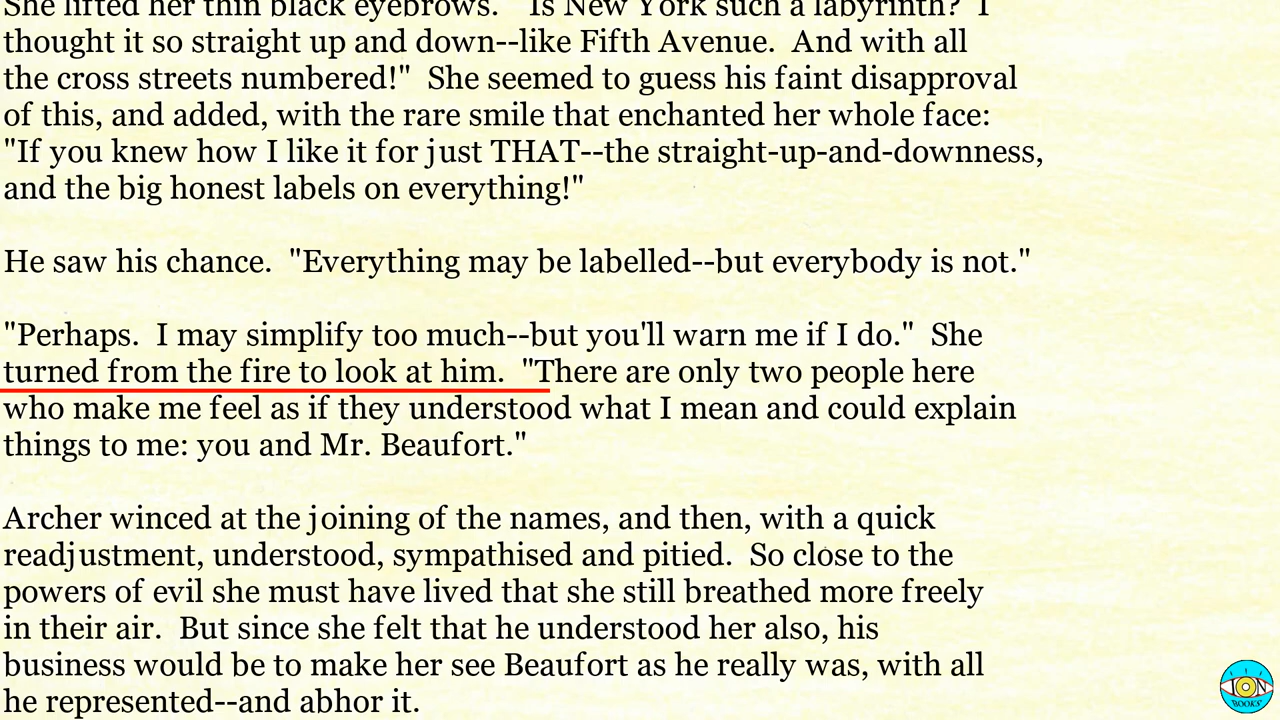 She lifted her thin black eyebrows.  "Is New York such a labyrinth?  I
thought it so straight up and down--like Fifth Avenue.  And with all
the cross streets numbered!"  She seemed to guess his faint disapproval
of this, and added, with the rare smile that enchanted her whole face:
"If you knew how I like it for just THAT--the straight-up-and-downness,
and the big honest labels on everything!"
He saw his chance.  "Everything may be labelled--but everybody is not."
"Perhaps.  I may simplify too much--but you'll warn me if I do."  She
turned from the fire to look at him.  "There are only two people here
who make me feel as if they understood what I mean and could explain
things to me: you and Mr. Beaufort."
Archer winced at the joining of the names, and then, with a quick
readjustment, understood, sympathised and pitied.  So close to the
powers of evil she must have lived that she still breathed more freely
in their air.  But since she felt that he understood her also, his
business would be to make her see Beaufort as he really was, with all
he represented--and abhor it.
ION
BOOKS